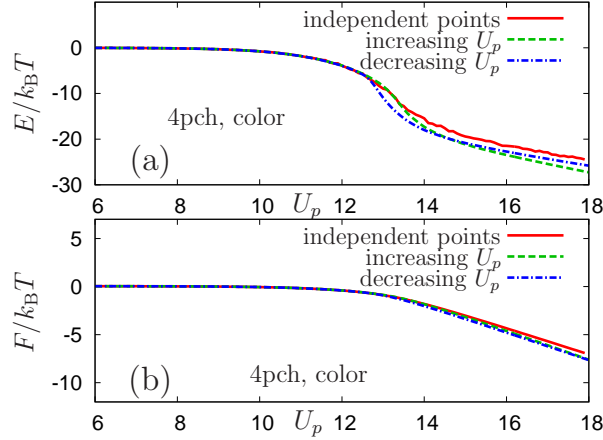 independent points
increasing U_p
decreasing U_p
0
-10
-20
-30
E/k_BT
4pch, color
(a)
6 8 10 12 14 16 18
U_p
independent points
increasing U_p
decreasing U_p
5
0
-5
-10
F/k_BT
4pch, color
(b)
6 8 10 12 14 16 18
U_p